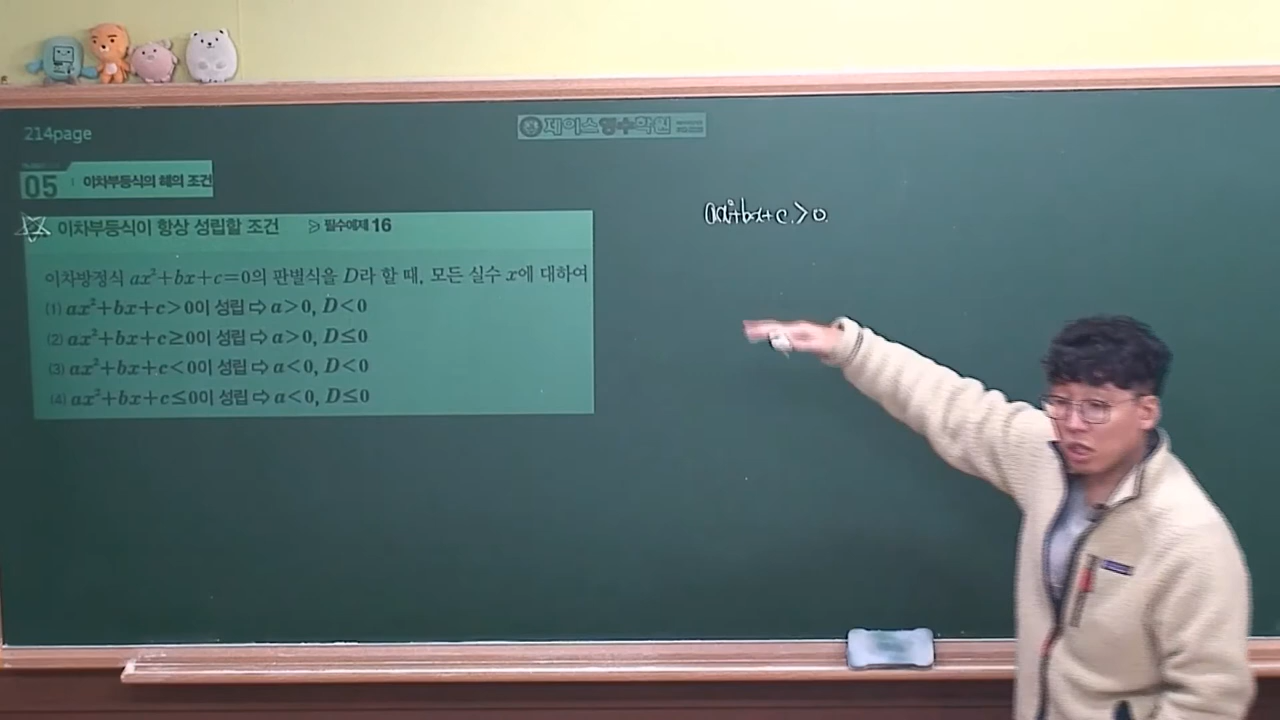 214page
제이스영수학원
05 이차부등식의 해의 조건
이차부등식이 항상 성립할 조건 필수예제 16
이차방정식 ax²+bx+c=0의 판별식을 D라 할 때, 모든 실수 x에 대하여
(1) ax²+bx+c>0이 성립 ⇨ a>0, D<0
(2) ax²+bx+c≥0이 성립 ⇨ a>0, D≤0
(3) ax²+bx+c<0이 성립 ⇨ a<0, D<0
(4) ax²+bx+c≤0이 성립 ⇨ a<0, D≤0
ax²+bx+c>0